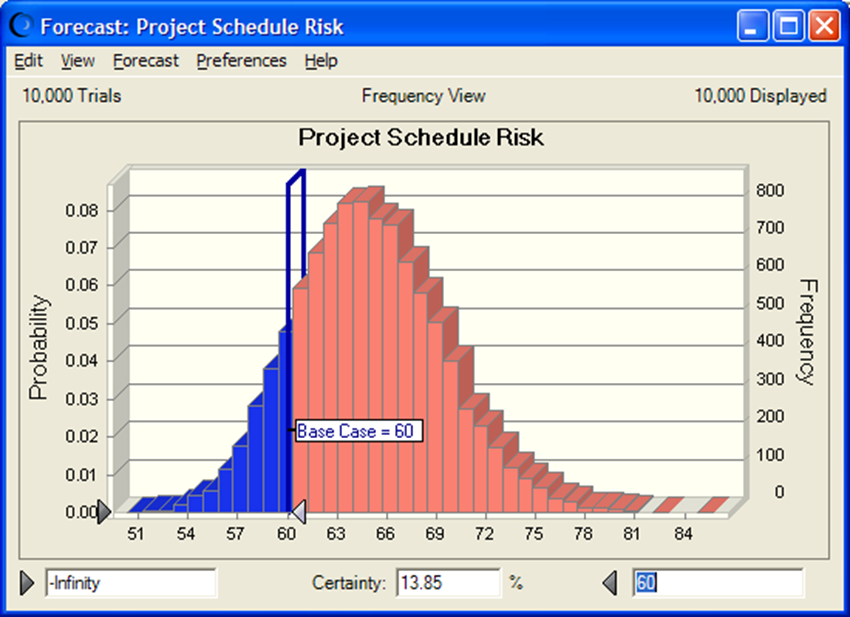 Forecast: Project Schedule Risk
Edit View Forecast Preferences Help
10,000 Trials Frequency View 10,000 Displayed
Project Schedule Risk
Probability
0.08
0.07
0.06
0.05
0.04
0.03
0.02
0.01
0.00
800
700
600
500
400
300
200
100
0
Frequency
Base Case = 60
51 54 57 60 63 66 69 72 75 78 81 84
-Infinity Certainty: 13.85 % 60